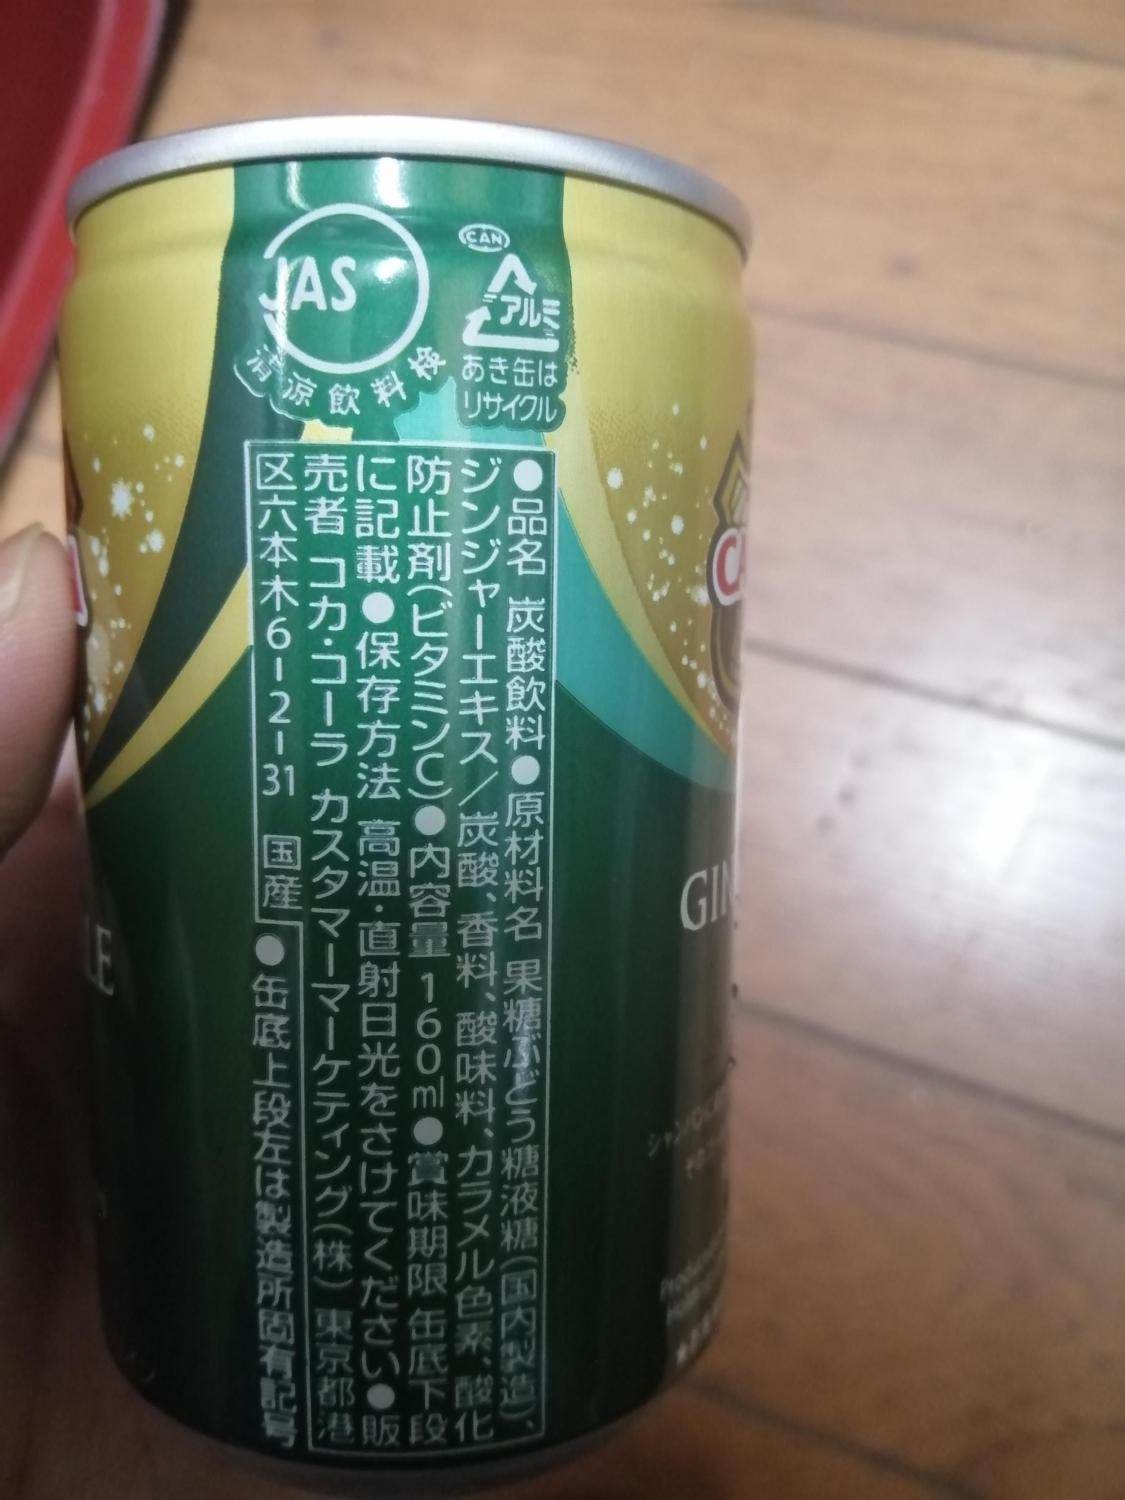 JAS
清涼飲料検
CAN
アルミ
あき缶は
リサイクル
●品名 炭酸飲料●原材料名 果糖ぶどう糖液糖(国内製造)、
ジンジャーエキス/炭酸、香料、酸味料、カラメル色素、酸化
防止剤(ビタミンC)●内容量 160ml●賞味期限 缶底下段
に記載●保存方法 高温・直射日光をさけてください●販
売者 コカ・コーラ カスタマーマーケティング(株) 東京都港
区六本木6-2-31 国産
●缶底上段左は製造所固有記号